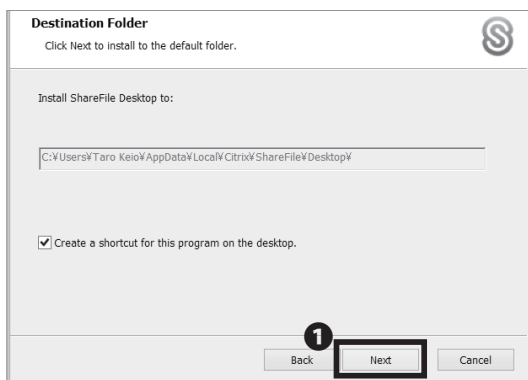 Destination Folder
Click Next to install to the default folder.
Install ShareFile Desktop to:
C:¥Users¥Taro Keio¥AppData¥Local¥Citrix¥ShareFile¥Desktop¥
Create a shortcut for this program on the desktop.
1
Back Next Cancel